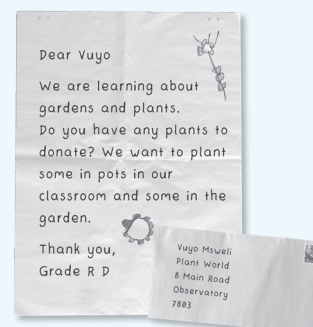 Dear Vuyo
We are learning about
gardens and plants.
Do you have any plants to
donate? We want to plant
some in pots in our
classroom and some in the
garden.
Thank you,
Grade R D
Vuyo Msweli
Plant World
8 Main Road
Observatory
7803